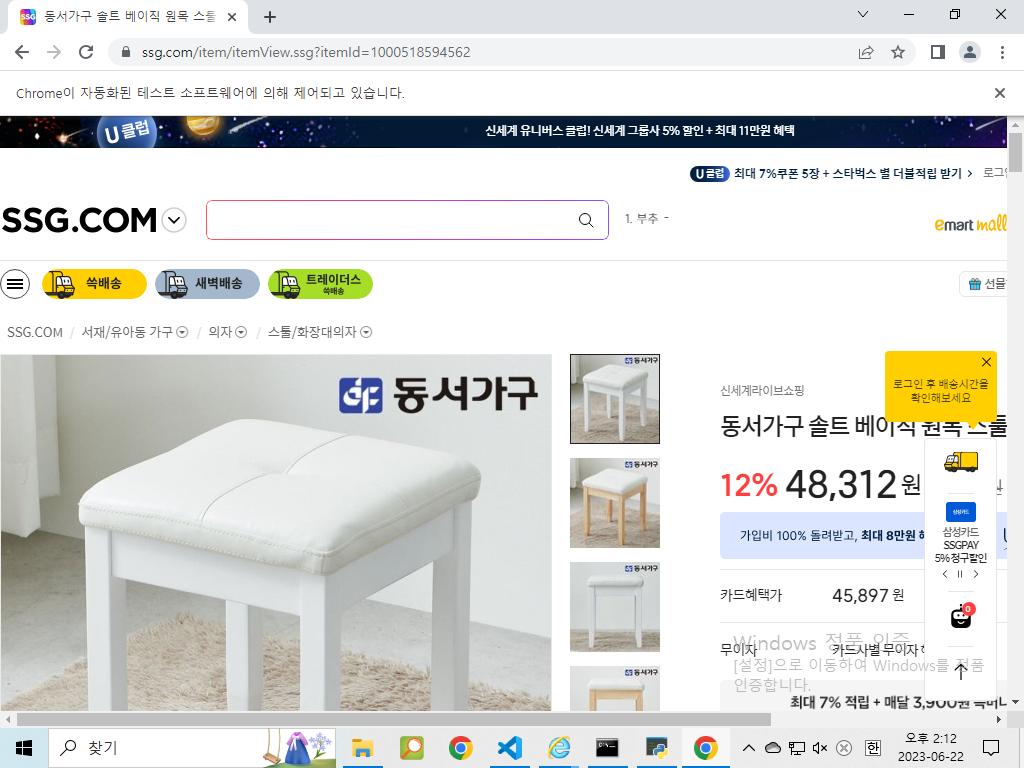 동서가구 솔트 베이직 원목 스툴
ssg.com/item/itemView.ssg?itemId=1000518594562
Chrome이 자동화된 테스트 소프트웨어에 의해 제어되고 있습니다.
U클럽 신세계 유니버스 클럽! 신세계 그룹사 5% 할인 + 최대 11만원 혜택
U클럽 최대 7%쿠폰 5장 + 스타벅스 별 더블적립 받기 > 로그인
SSG.COM
1. 부추 -
emart mall
쓱배송 새벽배송 트레이더스 쓱배송
선물
SSG.COM / 서재/유아동 가구 / 의자 / 스툴/화장대의자
동서가구
로그인 후 배송시간을
확인해보세요
신세계라이브쇼핑
동서가구 솔트 베이직 원목 스툴
12% 48,312원
가입비 100% 돌려받고, 최대 8만원
삼성카드
삼성카드
SSGPAY
5% 청구할인
카드혜택가 45,897 원
0
무이자 카드사별 무이자
Windows 정품 인증
[설정]으로 이동하여 Windows를 정품
인증합니다.
최대 7% 적립 + 매달 3,900원
찾기
오후 2:12
한
2023-06-22